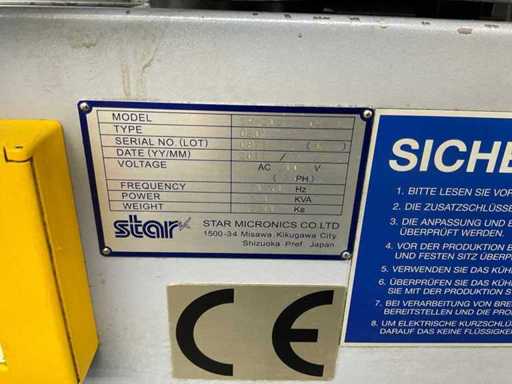 MODEL
TYPE
SERIAL NO. (LOT)
DATE (YY/MM)
VOLTAGE AC V
( PH)
FREQUENCY Hz
POWER KVA
WEIGHT Kg
star STAR MICRONICS CO.LTD
1500-34 Misawa, Kikugawa City
Shizuoka Pref. Japan
CE
SICHE
1. BITTE LESEN SIE VOR
2. DIE ZUSATZSCHLÜSSE
3. DIE ANPASSUNG UND E
ÜBERPRÜFT WERDEN.
4. VOR DER PRODUKTION B
UND FESTEN SITZ ÜBERP
5. VERWENDEN SIE DAS KÜH
6. ÜBERPRÜFEN SIE DAS KÜH
SIE MIT DER PRODUKTION S
7. BEI VERARBEITUNG VON BRE
BEREITSTELLEN UND DIE PROD
8. UM ELEKTRISCHE KURZSCHLÜ
DARAUF DAS KEINE FLÜSSIGKE